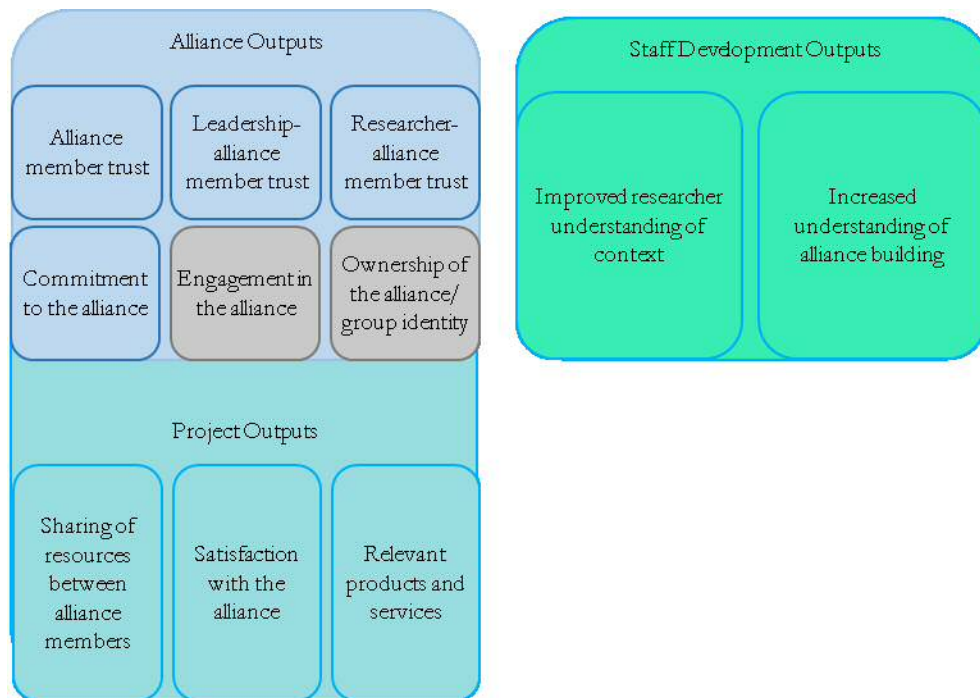 Alliance Outputs
Alliance
member trust
Leadership-
alliance
member trust
Researcher-
alliance
member trust
Commitment
to the alliance
Engagement in
the alliance
Ownership of
the alliance/
group identity
Project Outputs
Sharing of
resources
between
alliance
members
Satisfaction
with the
alliance
Relevant
products and
services
Staff Development Outputs
Improved researcher
understanding of
context
Increased
understanding of
alliance building